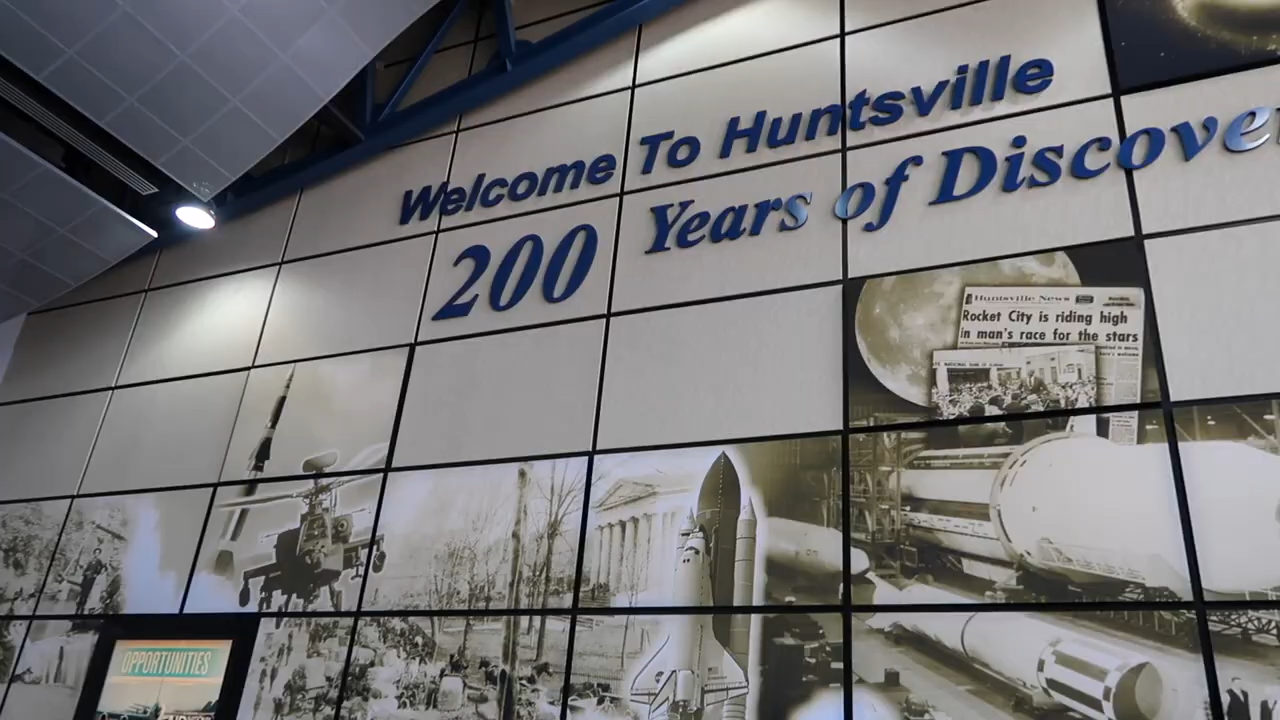 Welcome To Huntsville
200 Years of Discove
Huntsville News
Rocket City is riding high
in man's race for the stars
OPPORTUNITIES